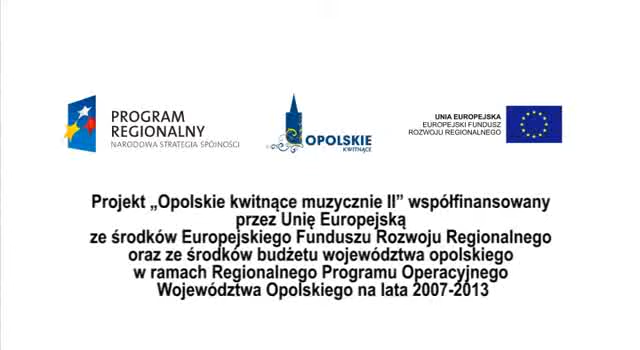 PROGRAM
REGIONALNY
NARODOWA STRATEGIA SPÓJNOŚCI
OPOLSKIE
KWITNĄCE
UNIA EUROPEJSKA
EUROPEJSKI FUNDUSZ
ROZWOJU REGIONALNEGO
Projekt „Opolskie kwitnące muzycznie II” współfinansowany
przez Unię Europejską
ze środków Europejskiego Funduszu Rozwoju Regionalnego
oraz ze środków budżetu województwa opolskiego
w ramach Regionalnego Programu Operacyjnego
Województwa Opolskiego na lata 2007-2013